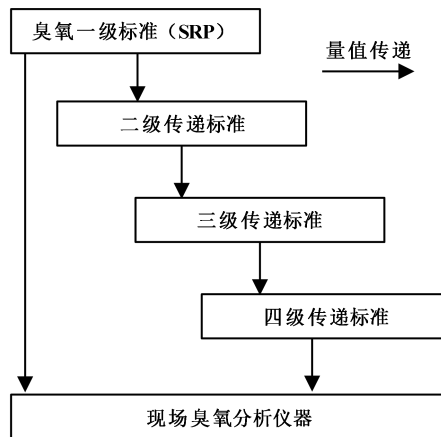 臭氧一级标准（SRP）
量值传递
二级传递标准
三级传递标准
四级传递标准
现场臭氧分析仪器